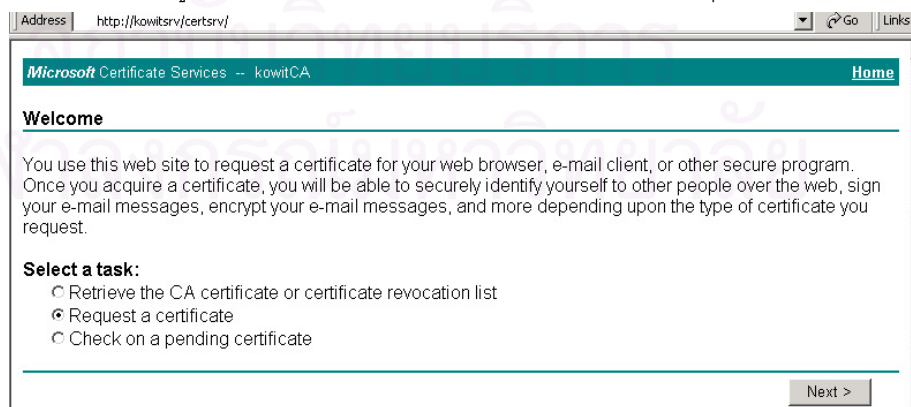 Address http://kowitsrv/certsrv/ Go Links
Microsoft Certificate Services -- kowitCA Home
Welcome
You use this web site to request a certificate for your web browser, e-mail client, or other secure program.
Once you acquire a certificate, you will be able to securely identify yourself to other people over the web, sign
your e-mail messages, encrypt your e-mail messages, and more depending upon the type of certificate you
request.
Select a task:
Retrieve the CA certificate or certificate revocation list
Request a certificate
Check on a pending certificate
Next >